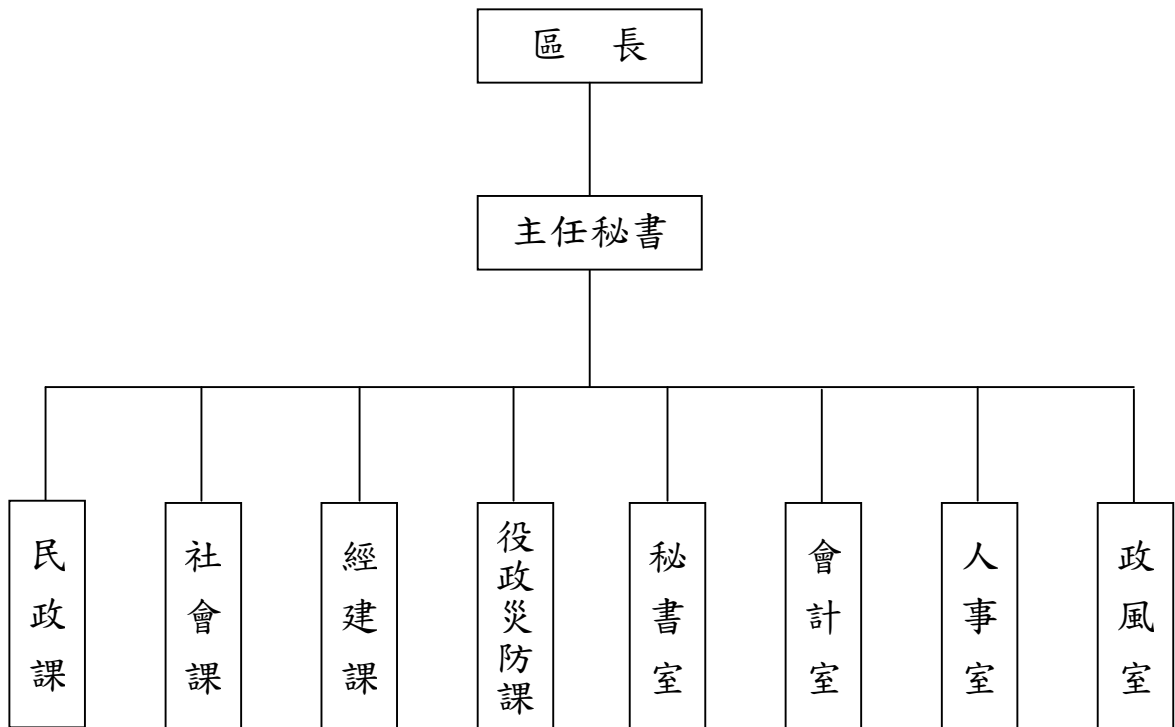 區　長
主任秘書
民政課
社會課
經建課
役政災防課
秘書室
會計室
人事室
政風室